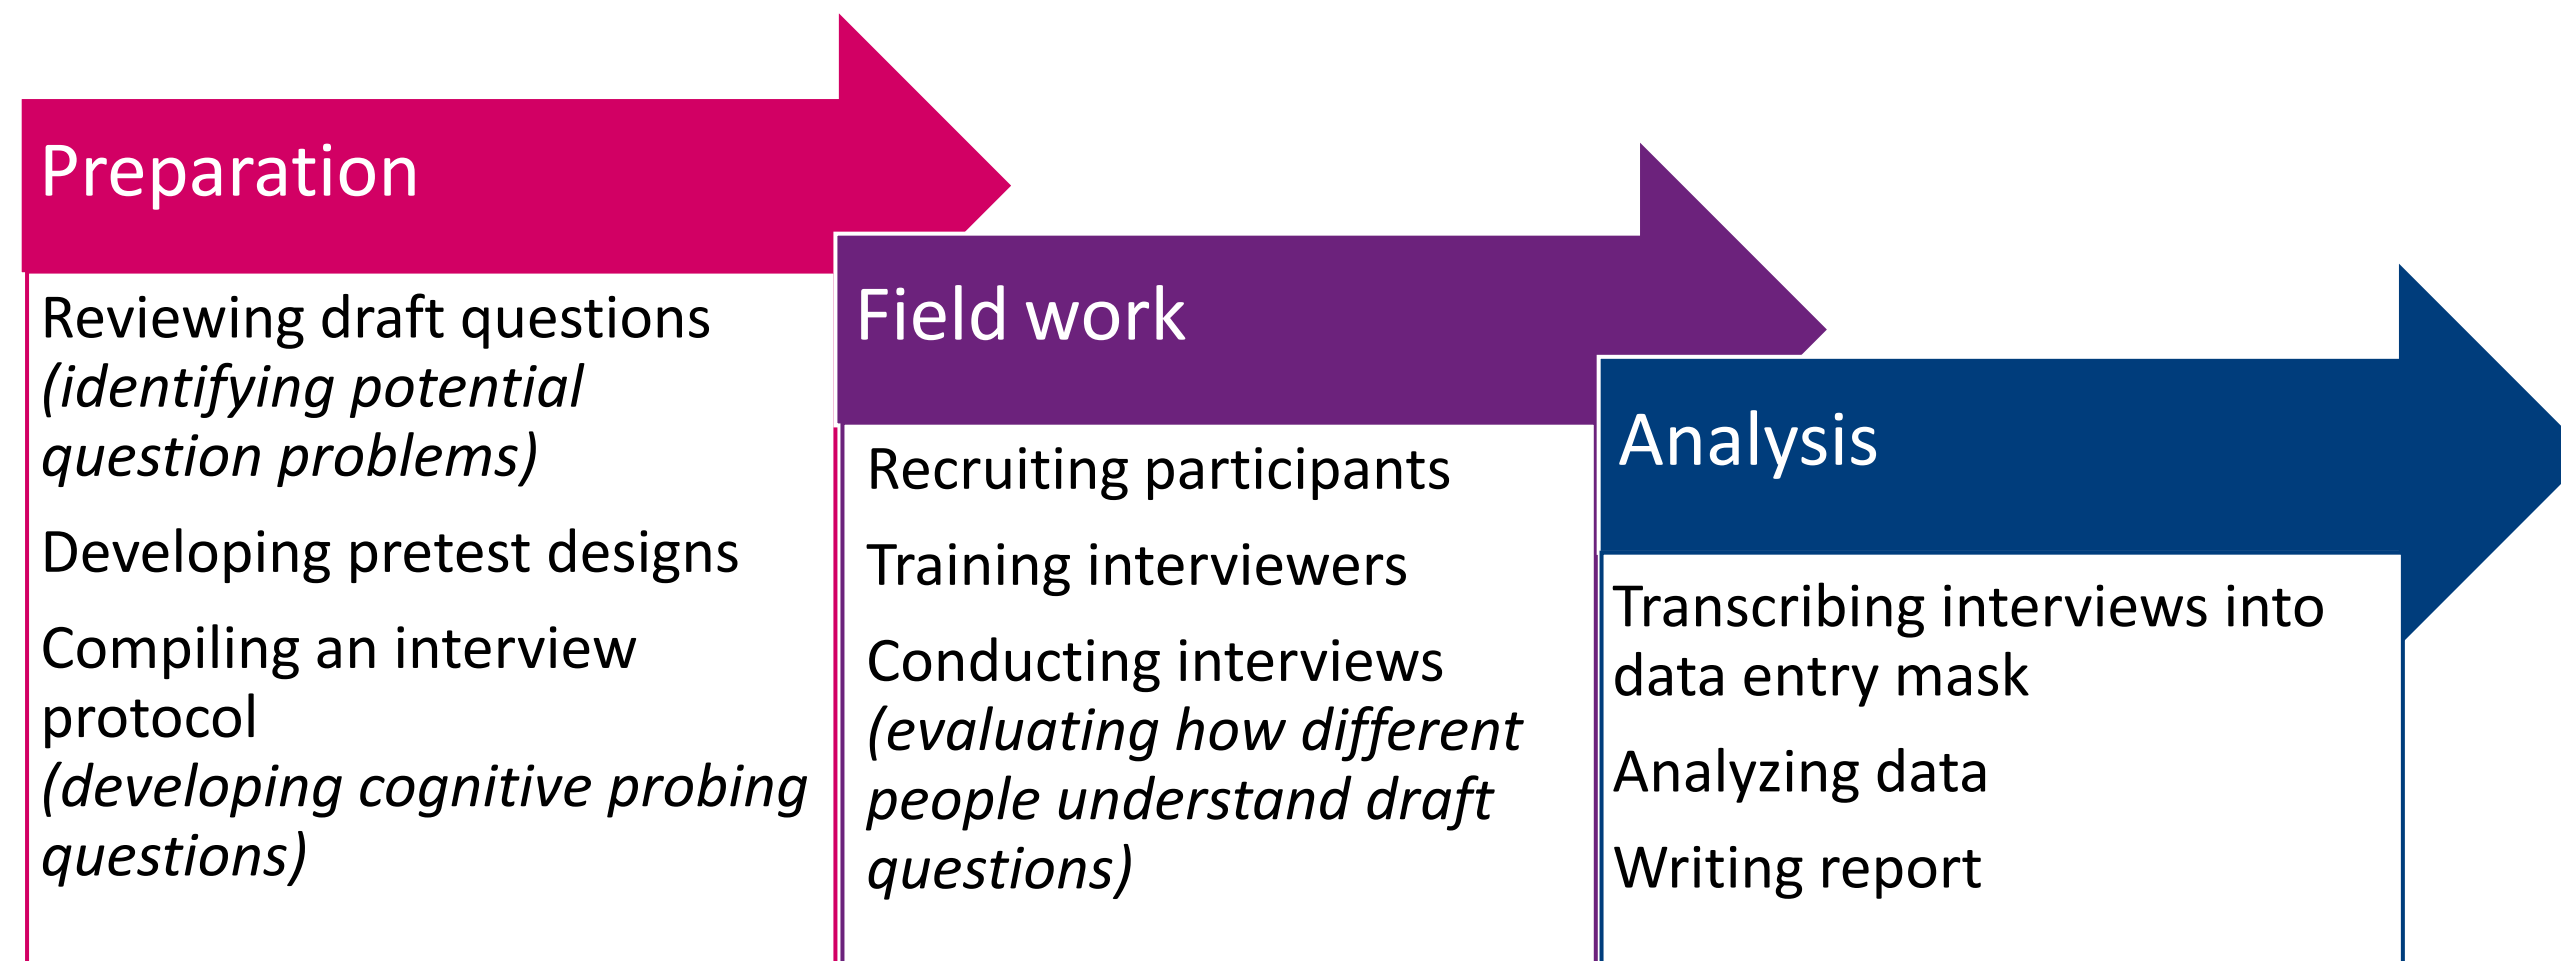 Preparation
Reviewing draft questions
(identifying potential
question problems)
Developing pretest designs
Compiling an interview
protocol
(developing cognitive probing
questions)
Field work
Recruiting participants
Training interviewers
Conducting interviews
(evaluating how different
people understand draft
questions)
Analysis
Transcribing interviews into
data entry mask
Analyzing data
Writing report